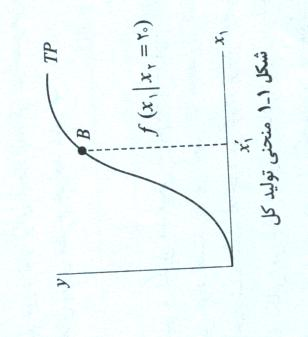 y
TP
B
f (x₁ | x₂ = ۲۰)
x₁′
x₁
شکل ۱-۱ منحنی تولید کل